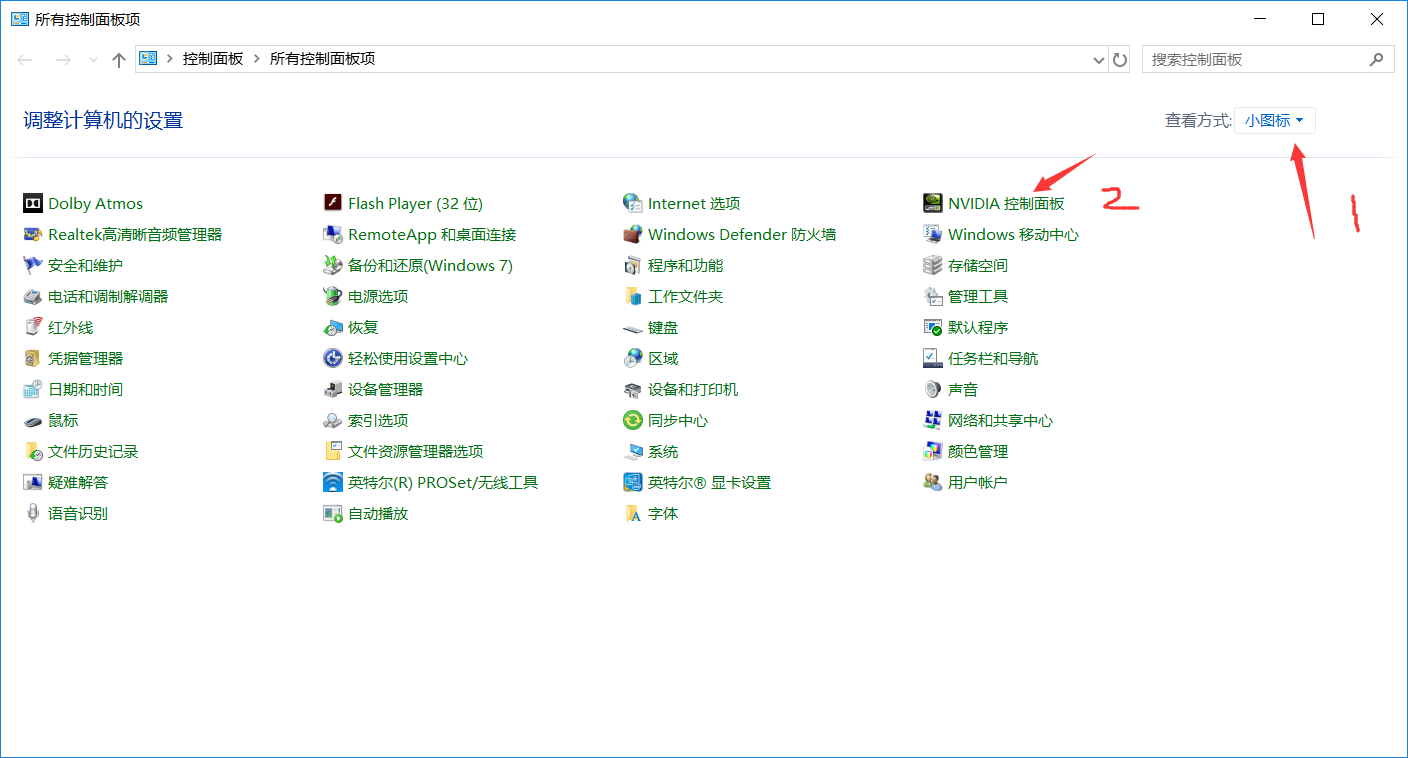 所有控制面板项
控制面板 > 所有控制面板项
搜索控制面板
调整计算机的设置
查看方式: 小图标
1
2
Dolby Atmos
Flash Player (32 位)
Internet 选项
NVIDIA 控制面板
Realtek高清晰音频管理器
RemoteApp 和桌面连接
Windows Defender 防火墙
Windows 移动中心
安全和维护
备份和还原(Windows 7)
程序和功能
存储空间
电话和调制解调器
电源选项
工作文件夹
管理工具
红外线
恢复
键盘
默认程序
凭据管理器
轻松使用设置中心
区域
任务栏和导航
日期和时间
设备管理器
设备和打印机
声音
鼠标
索引选项
同步中心
网络和共享中心
文件历史记录
文件资源管理器选项
系统
颜色管理
疑难解答
英特尔(R) PROSet/无线工具
英特尔® 显卡设置
用户帐户
语音识别
自动播放
字体